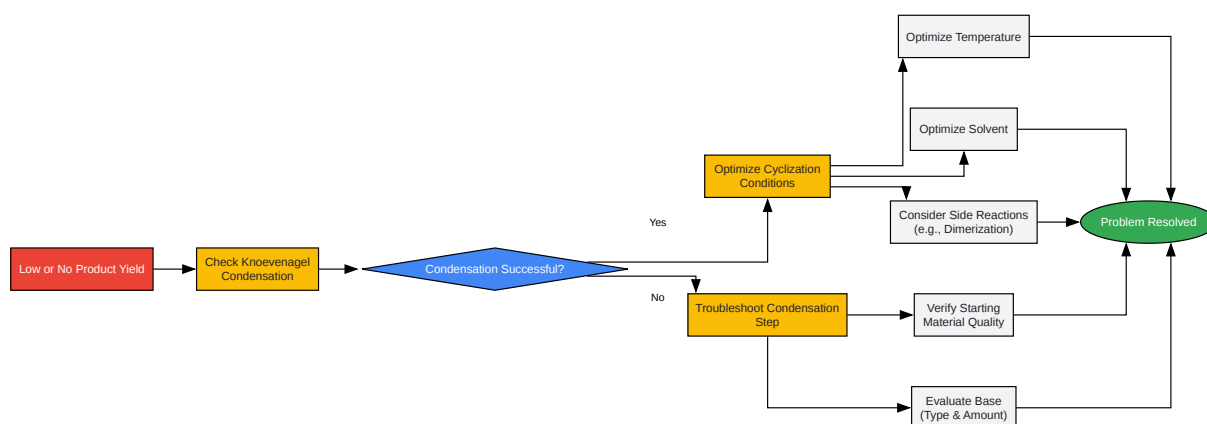 Optimize Temperature
Optimize Solvent
Optimize Cyclization
Conditions
Consider Side Reactions
(e.g., Dimerization)
Problem Resolved
Yes
Low or No Product Yield
Check Knoevenagel
Condensation
Condensation Successful?
No
Troubleshoot Condensation
Step
Verify Starting
Material Quality
Evaluate Base
(Type & Amount)